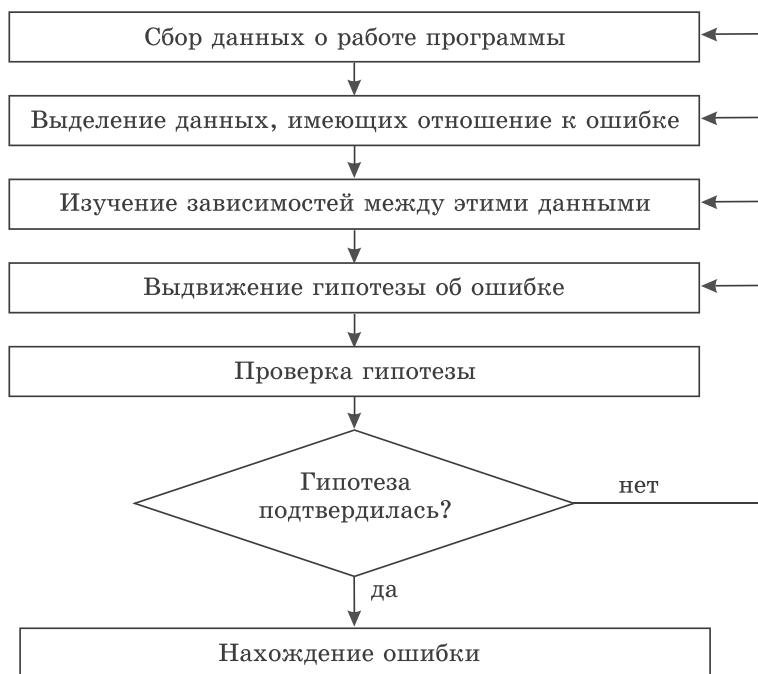 Сбор данных о работе программы
Выделение данных, имеющих отношение к ошибке
Изучение зависимостей между этими данными
Выдвижение гипотезы об ошибке
Проверка гипотезы
Гипотеза
подтвердилась?
нет
да
Нахождение ошибки